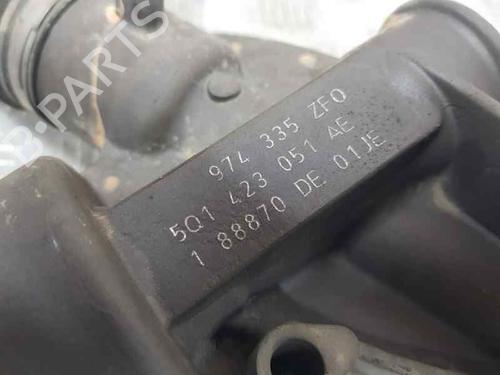 974 335 ZF0
5Q1 423 051 AE
1 88870 DE 01JE
B-PARTS